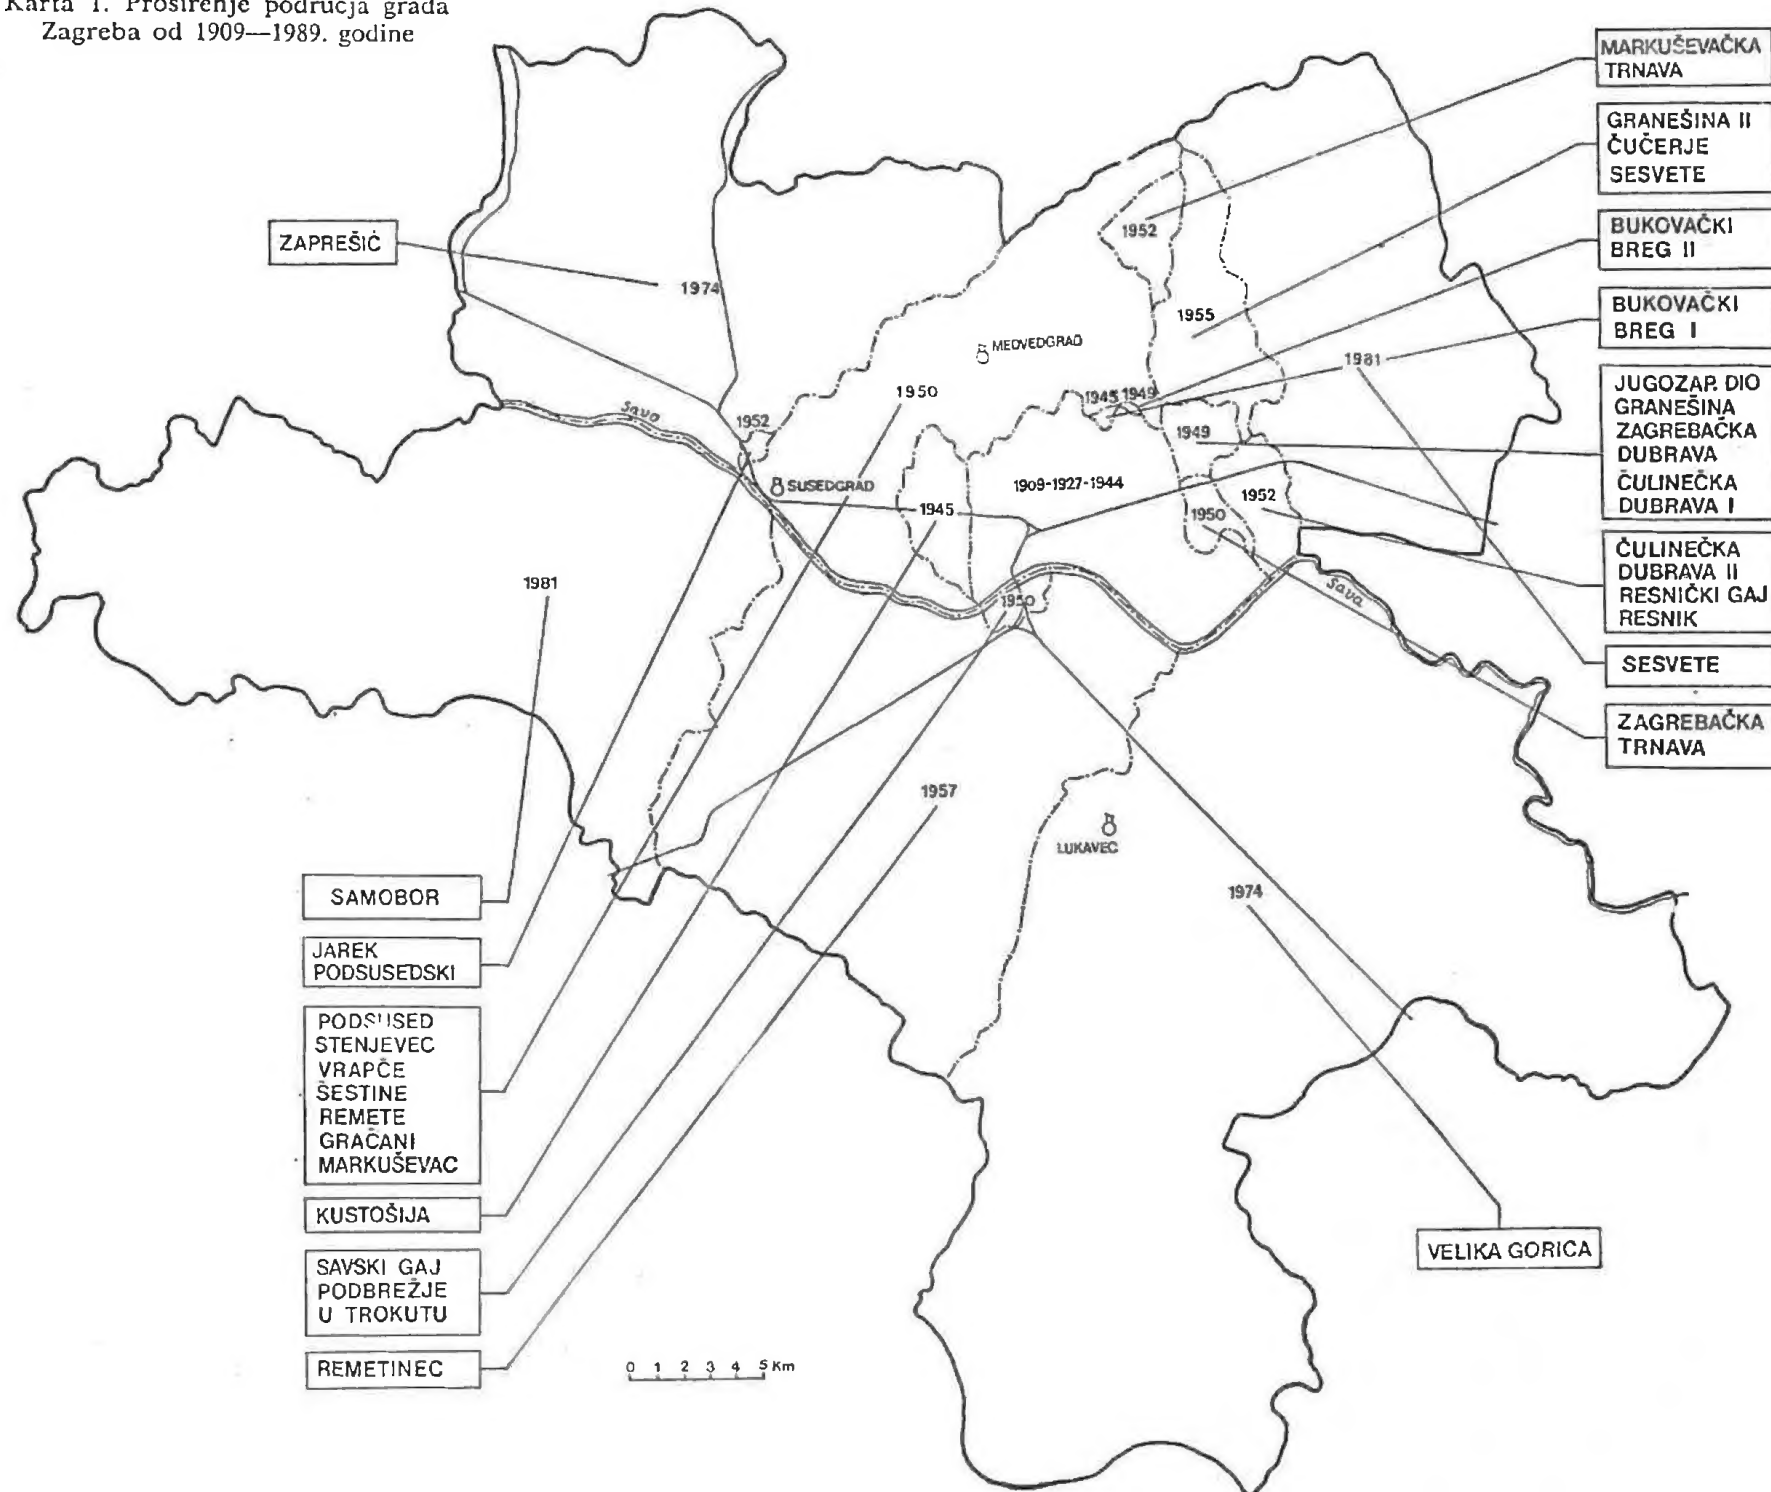 Karta 1. Proširenje područja grada
Zagreba od 1909—1989. godine
MARKUŠEVAČKA
TRNAVA
GRANEŠINA II
ČUČERJE
SESVETE
BUKOVAČKI
BREG II
BUKOVAČKI
BREG I
JUGOZAP. DIO
GRANEŠINA
ZAGREBAČKA
DUBRAVA
ČULINEČKA
DUBRAVA I
ČULINEČKA
DUBRAVA II
RESNIČKI GAJ
RESNIK
SESVETE
ZAGREBAČKA
TRNAVA
ZAPREŠIĆ
1974
1952
1955
MEDVEDGRAD
1981
1950
1945
1949
Sava
1952
1949
SUSEDGRAD
1909-1927-1944
1952
1945
1950
1981
1950
Sava
1957
LUKAVEC
1974
SAMOBOR
JAREK
PODSUSEDSKI
PODSUSED
STENJEVEC
VRAPČE
ŠESTINE
REMETE
GRAČANI
MARKUŠEVAC
KUSTOŠIJA
SAVSKI GAJ
PODBREŽJE
U TROKUTU
REMETINEC
VELIKA GORICA
0 1 2 3 4 5 Km